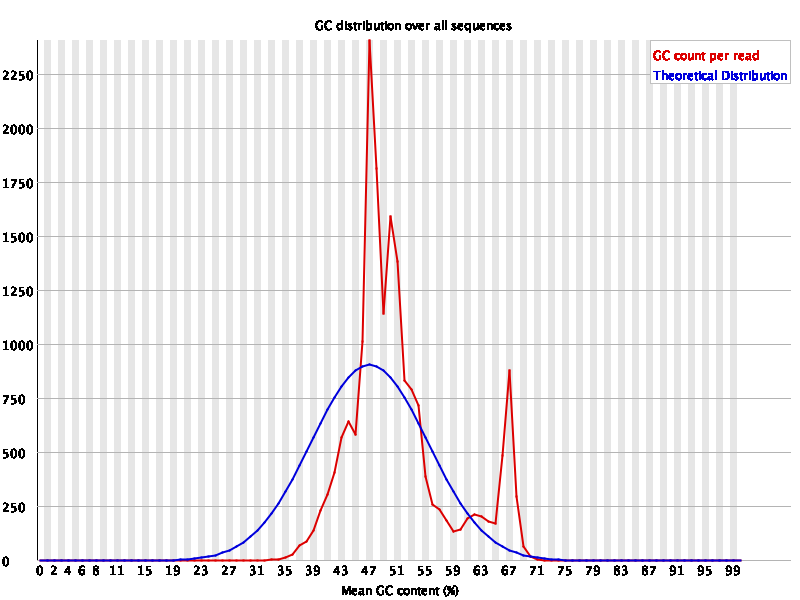 GC distribution over all sequences
GC count per read
Theoretical Distribution
2250
2000
1750
1500
1250
1000
750
500
250
0
0 2 4 6 8 11 15 19 23 27 31 35 39 43 47 51 55 59 63 67 71 75 79 83 87 91 95 99
Mean GC content (%)